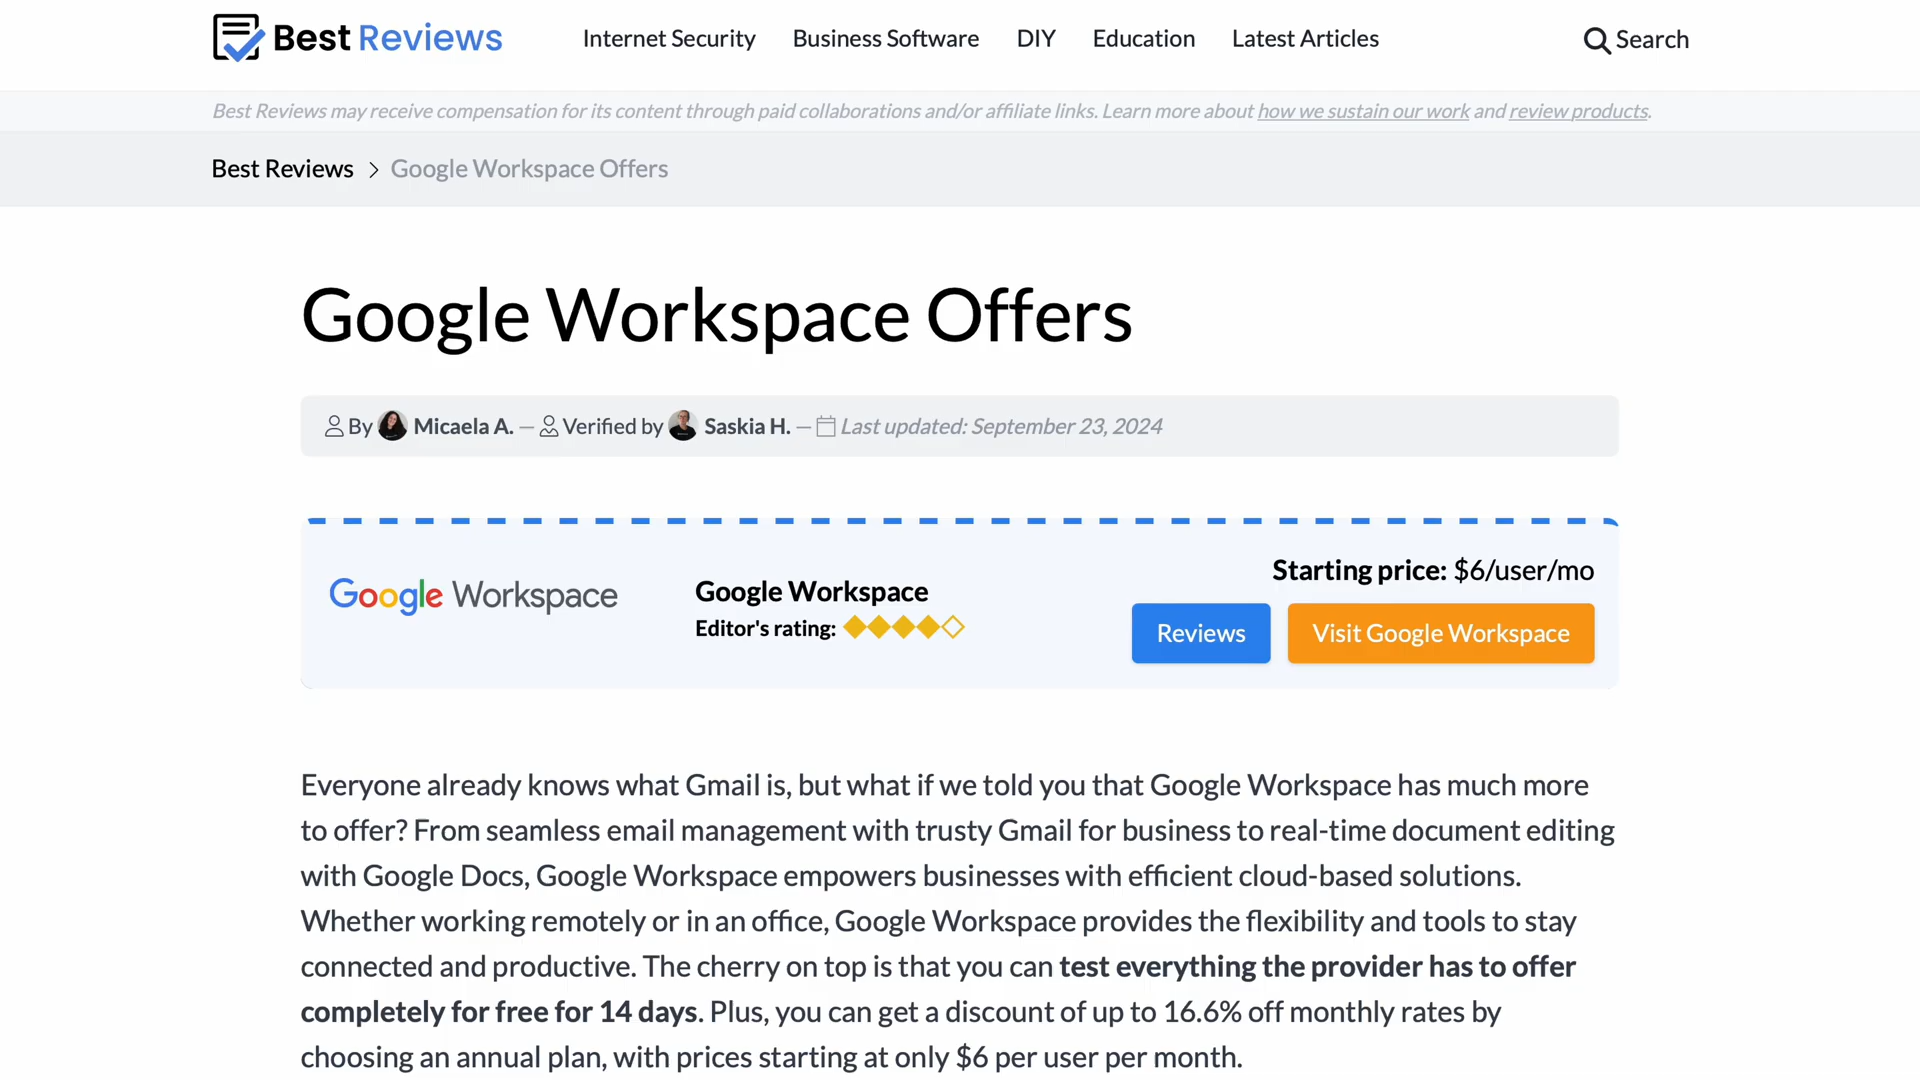 Best Reviews
Internet Security
Business Software
DIY
Education
Latest Articles
Search
Best Reviews may receive compensation for its content through paid collaborations and/or affiliate links. Learn more about how we sustain our work and review products.
Best Reviews > Google Workspace Offers
Google Workspace Offers
By Micaela A. — Verified by Saskia H. — Last updated: September 23, 2024
Google Workspace
Google Workspace
Editor's rating:
Starting price: $6/user/mo
Reviews
Visit Google Workspace
Everyone already knows what Gmail is, but what if we told you that Google Workspace has much more
to offer? From seamless email management with trusty Gmail for business to real-time document editing
with Google Docs, Google Workspace empowers businesses with efficient cloud-based solutions.
Whether working remotely or in an office, Google Workspace provides the flexibility and tools to stay
connected and productive. The cherry on top is that you can test everything the provider has to offer
completely for free for 14 days. Plus, you can get a discount of up to 16.6% off monthly rates by
choosing an annual plan, with prices starting at only $6 per user per month.